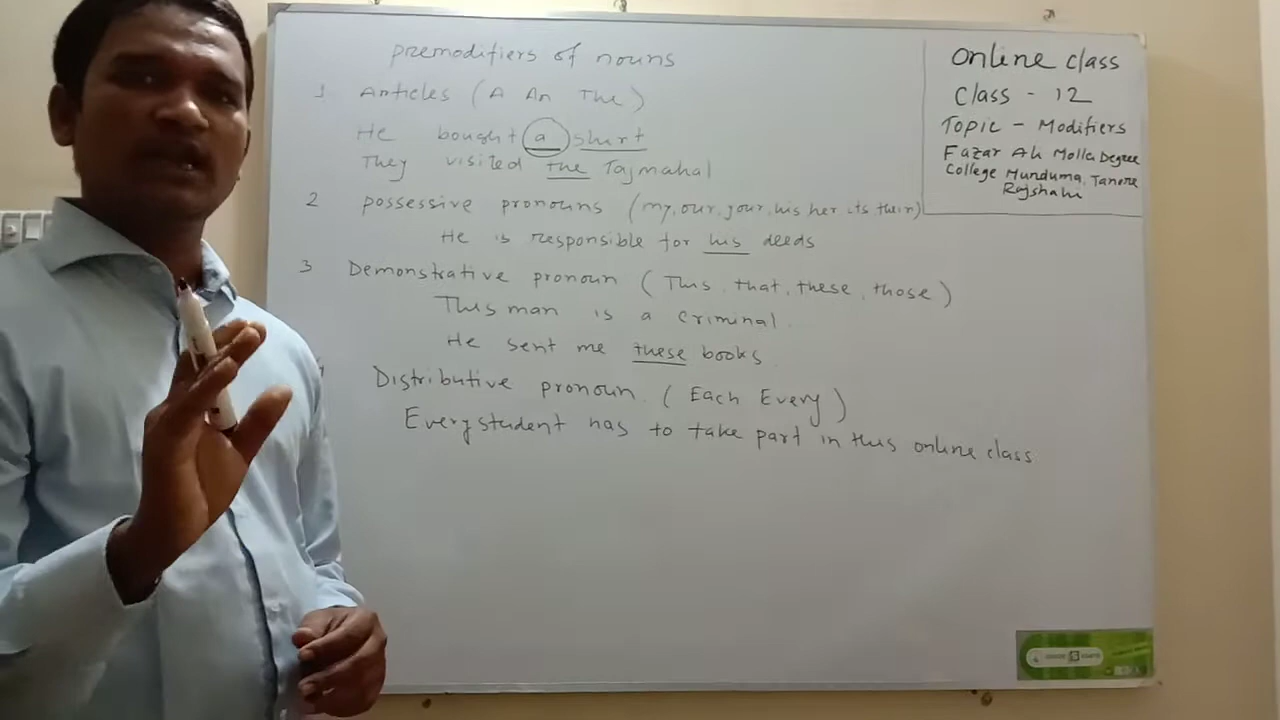 premodifiers of nouns
1 Articles (A An The)
He bought a shirt
They visited the Tajmahal
2 possessive pronouns (my, our, your, his her its their)
He is responsible for his deeds
3 Demonstrative pronoun (This, that, these, those)
This man is a criminal.
He sent me these books
Distributive pronoun. (Each Every)
Every student has to take part in this online class
online class
Class - 12
Topic - Modifiers
Fazar Ali Molla Degree
College Munduma, Tanore
Rajshahi